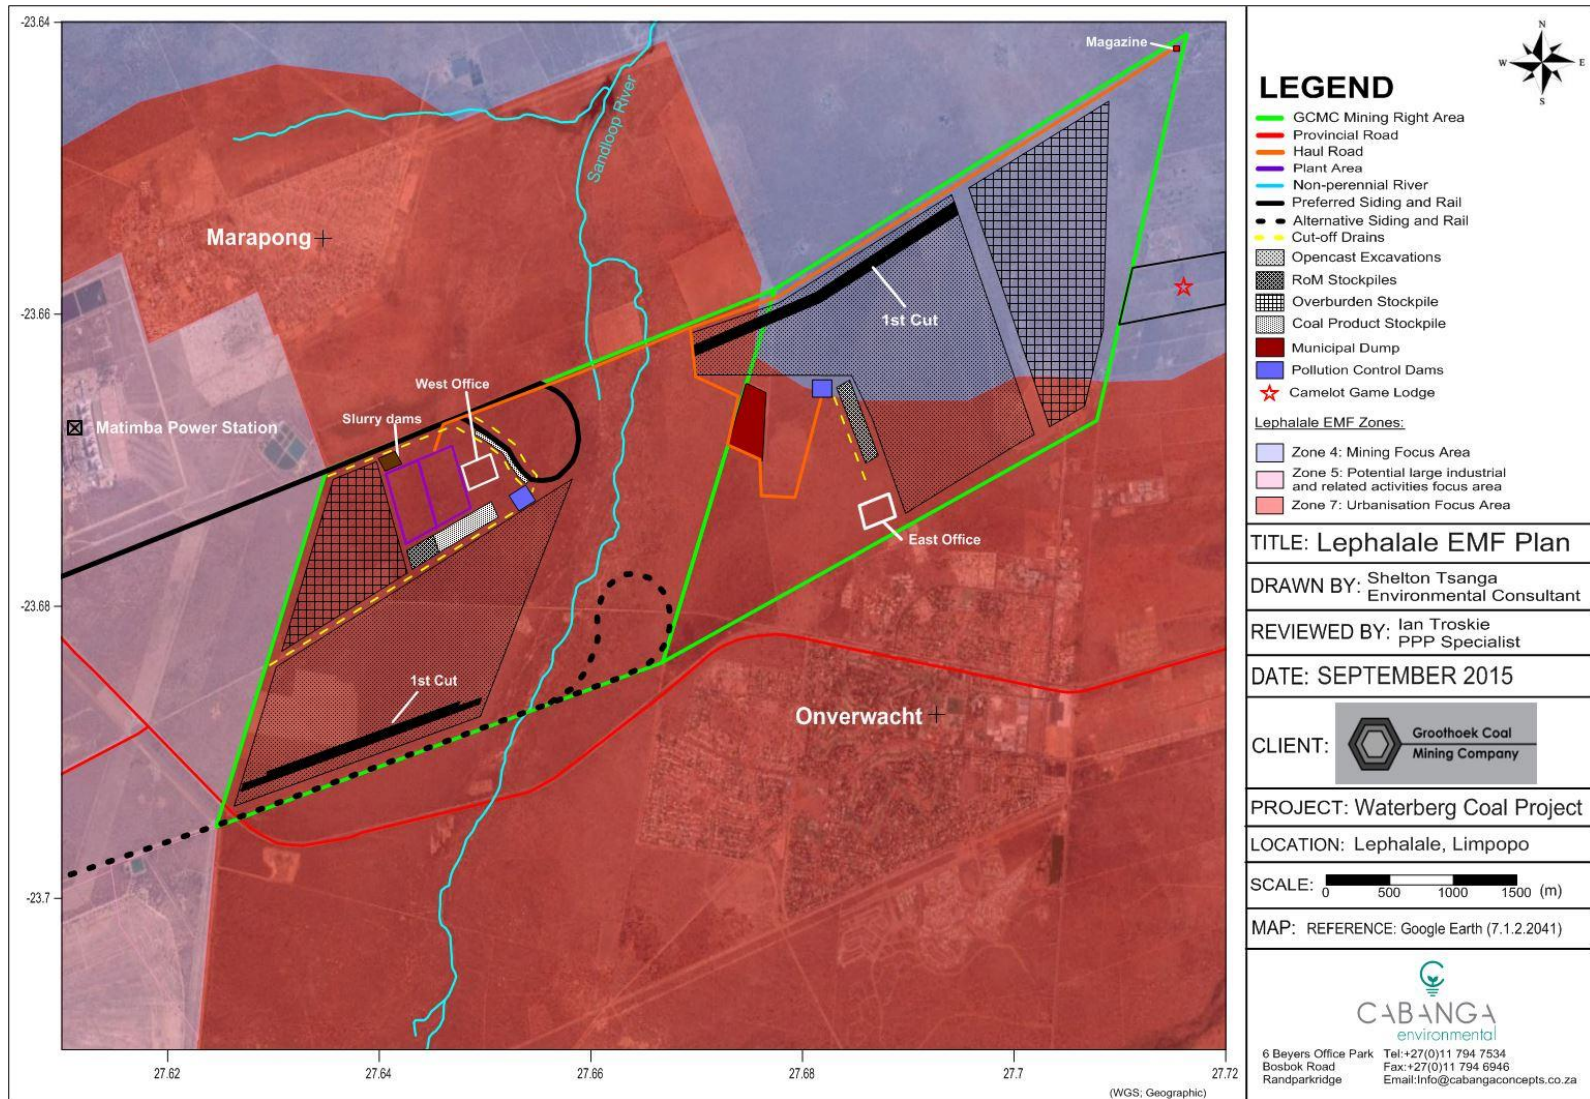 -23.64
-23.66
-23.68
-23.7
27.62
27.64
27.66
27.68
27.7
27.72
(WGS; Geographic)
Magazine
Sandloop River
Marapong
1st Cut
West Office
Slurry dams
Matimba Power Station
East Office
1st Cut
Onverwacht
N
W
E
S
LEGEND
GCMC Mining Right Area
Provincial Road
Haul Road
Plant Area
Non-perennial River
Preferred Siding and Rail
Alternative Siding and Rail
Cut-off Drains
Opencast Excavations
RoM Stockpiles
Overburden Stockpile
Coal Product Stockpile
Municipal Dump
Pollution Control Dams
Camelot Game Lodge
Lephalale EMF Zones:
Zone 4: Mining Focus Area
Zone 5: Potential large industrial
and related activities focus area
Zone 7: Urbanisation Focus Area
TITLE: Lephalale EMF Plan
DRAWN BY: Shelton Tsanga
Environmental Consultant
REVIEWED BY: Ian Troskie
PPP Specialist
DATE: SEPTEMBER 2015
CLIENT: Groothoek Coal
Mining Company
PROJECT: Waterberg Coal Project
LOCATION: Lephalale, Limpopo
SCALE: 0 500 1000 1500 (m)
MAP: REFERENCE: Google Earth (7.1.2.2041)
CABANGA
environmental
6 Beyers Office Park Tel:+27(0)11 794 7534
Bosbok Road Fax:+27(0)11 794 6946
Randparkridge Email:Info@cabangaconcepts.co.za